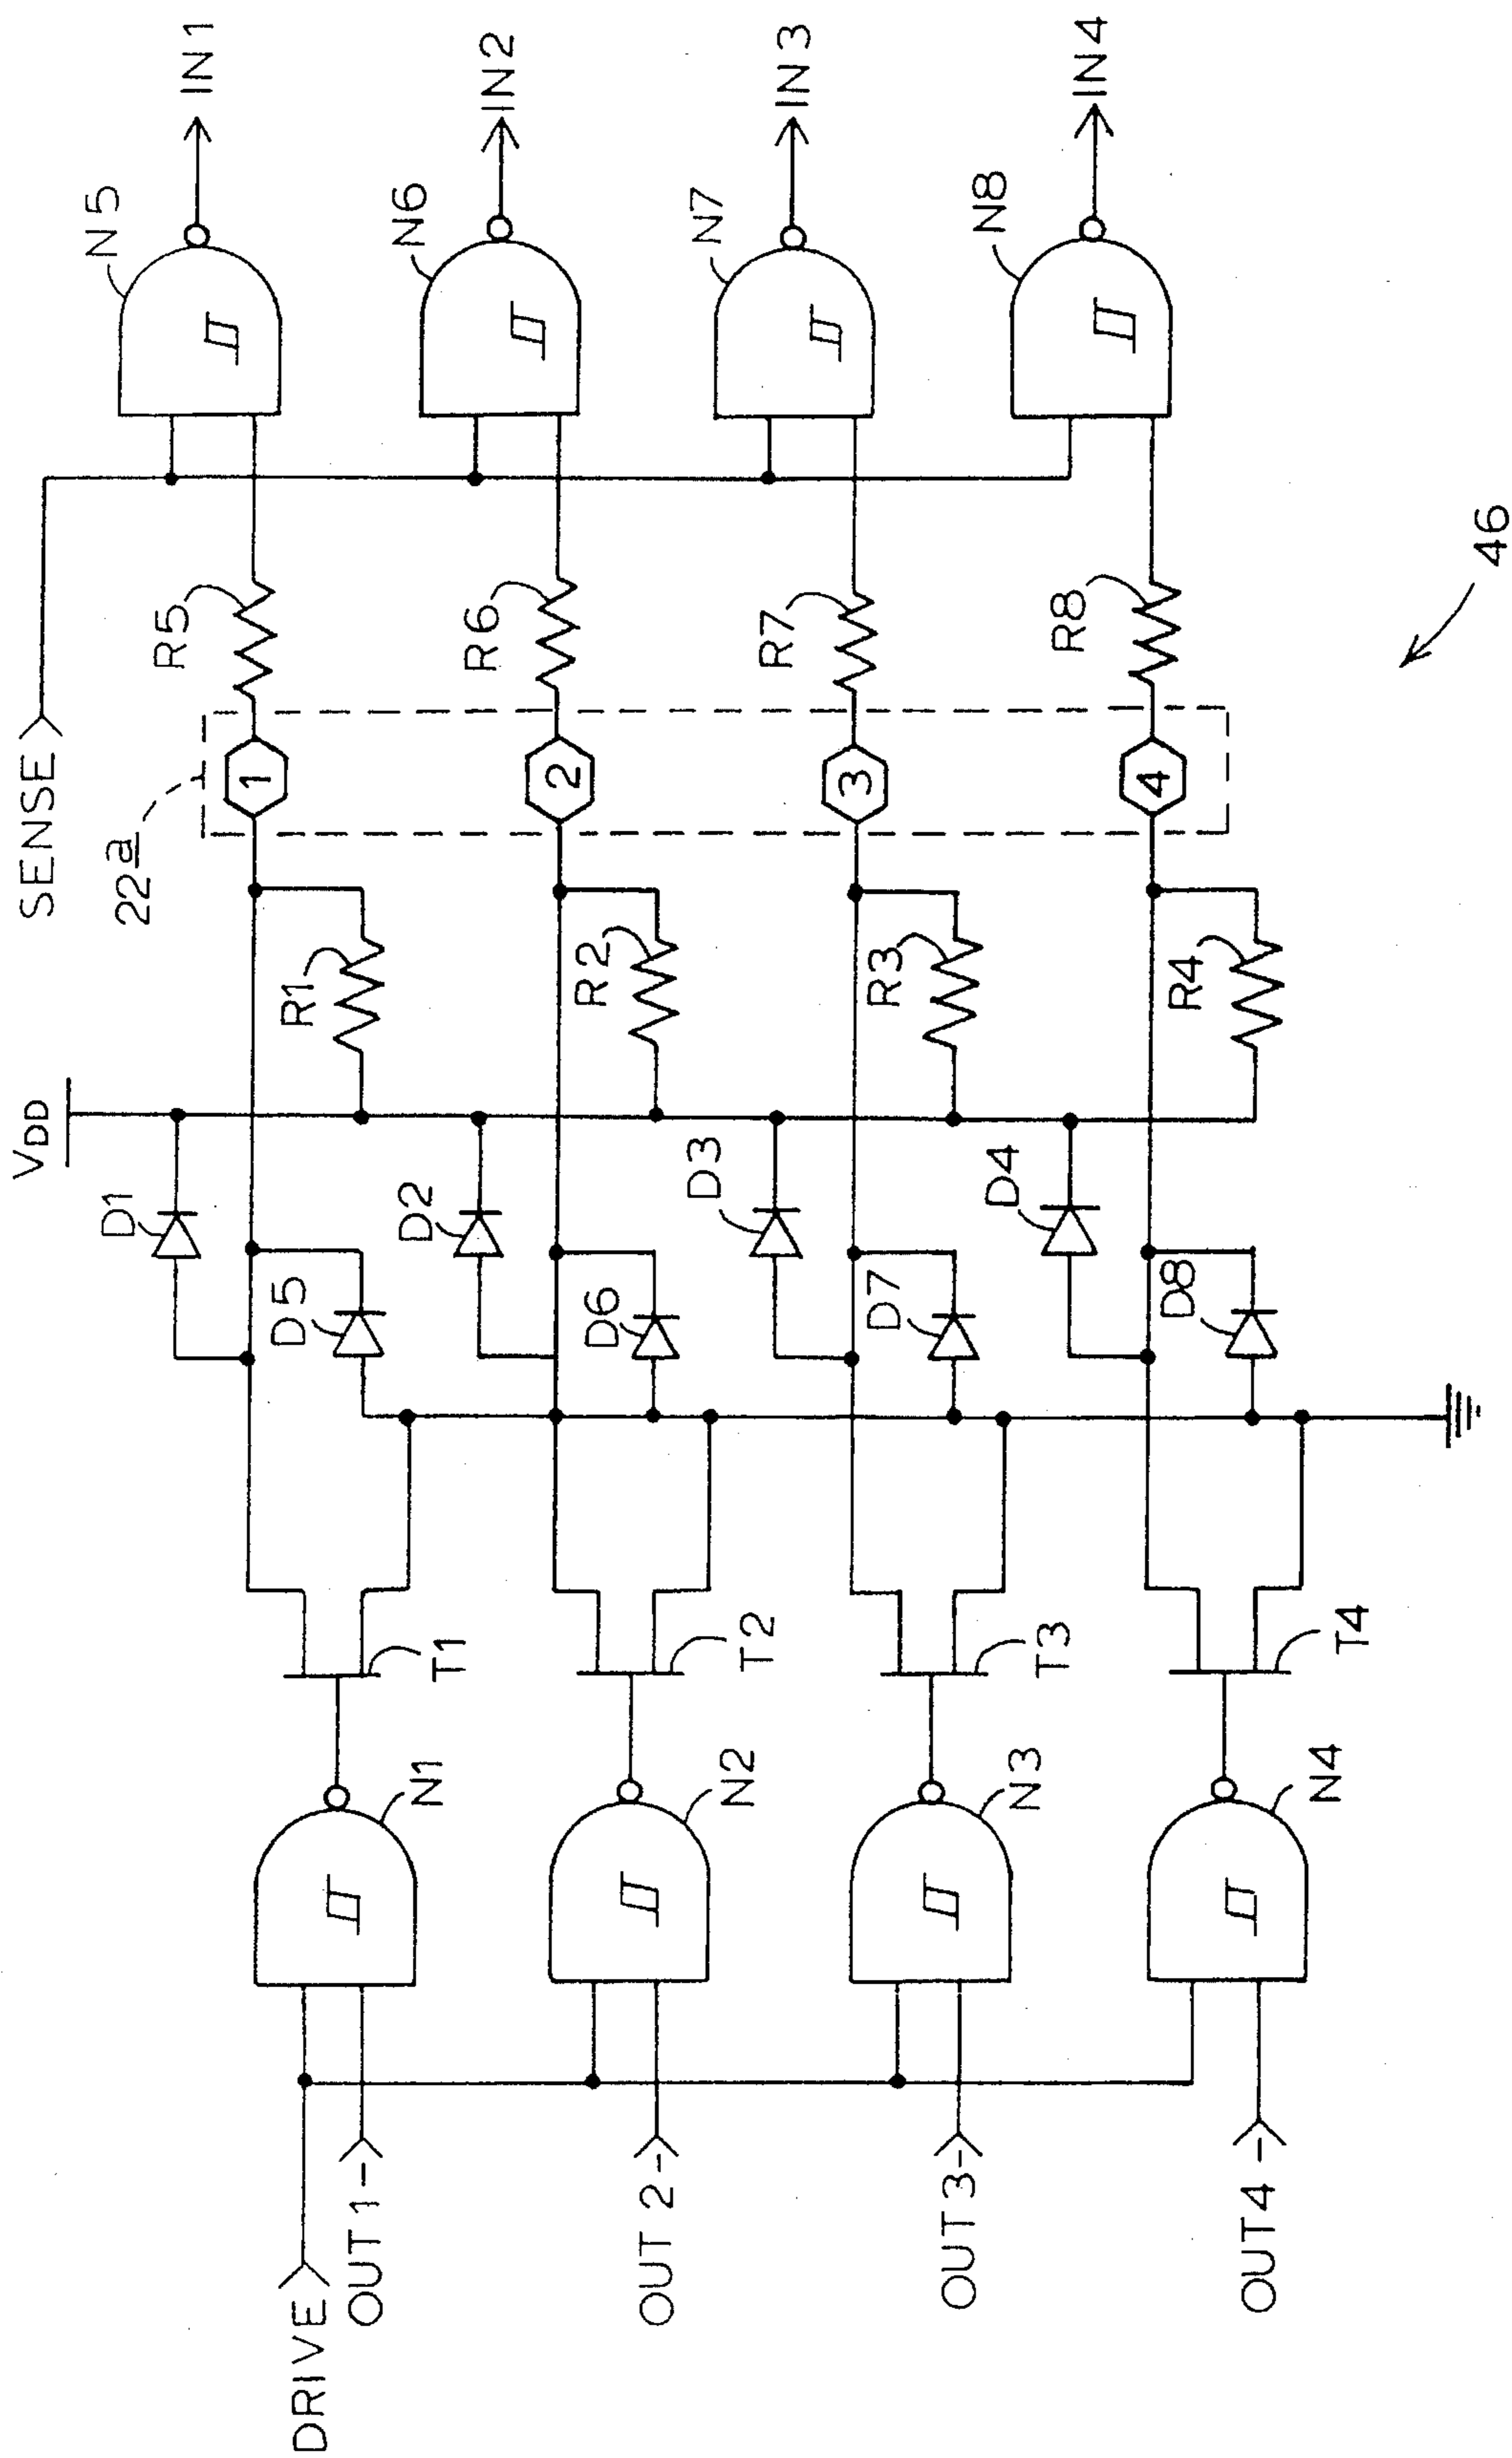 SENSE
IN1
IN2
IN3
IN4
N5
N6
N7
N8
R5
R6
R7
R8
22a
1
2
3
4
R1
R2
R3
R4
VDD
D1
D2
D3
D4
D5
D6
D7
D8
T1
T2
T3
T4
N1
N2
N3
N4
DRIVE
OUT1-
OUT 2-
OUT3-
OUT4 -
46